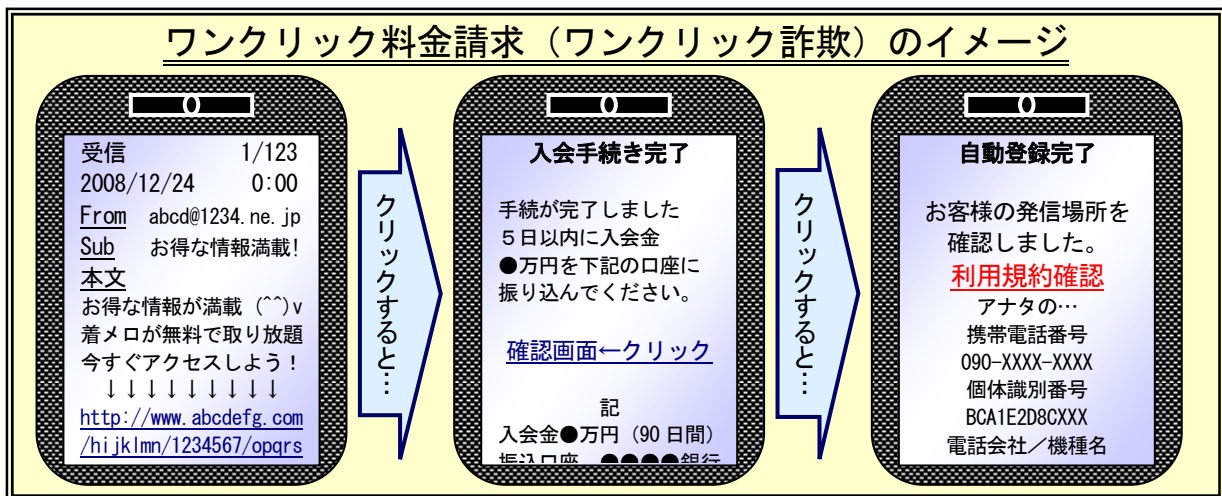 ワンクリック料金請求（ワンクリック詐欺）のイメージ
受信 1/123
2008/12/24 0:00
From abcd@1234.ne.jp
Sub お得な情報満載！
本文
お得な情報が満載（^^）v
着メロが無料で取り放題
今すぐアクセスしよう！
↓↓↓↓↓↓↓↓↓
http://www.abcdefg.com
/hijklmn/1234567/opqrs
クリックすると…
入会手続き完了
手続が完了しました
５日以内に入会金
●万円を下記の口座に
振り込んでください。
確認画面←クリック
記
入会金●万円（90日間）
振込口座 ●●●●銀行
クリックすると…
自動登録完了
お客様の発信場所を
確認しました。
利用規約確認
アナタの…
携帯電話番号
090-XXXX-XXXX
個体識別番号
BCA1E2D8CXXX
電話会社／機種名